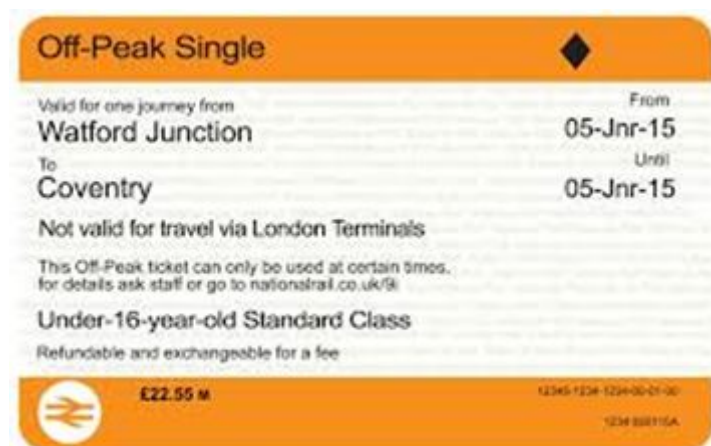 Off-Peak Single
Valid for one journey from
From
Watford Junction
05-Jnr-15
To
Until
Coventry
05-Jnr-15
Not valid for travel via London Terminals
This Off-Peak ticket can only be used at certain times,
for details ask staff or go to nationalrail.co.uk/9i
Under-16-year-old Standard Class
Refundable and exchangeable for a fee
£22.55 M